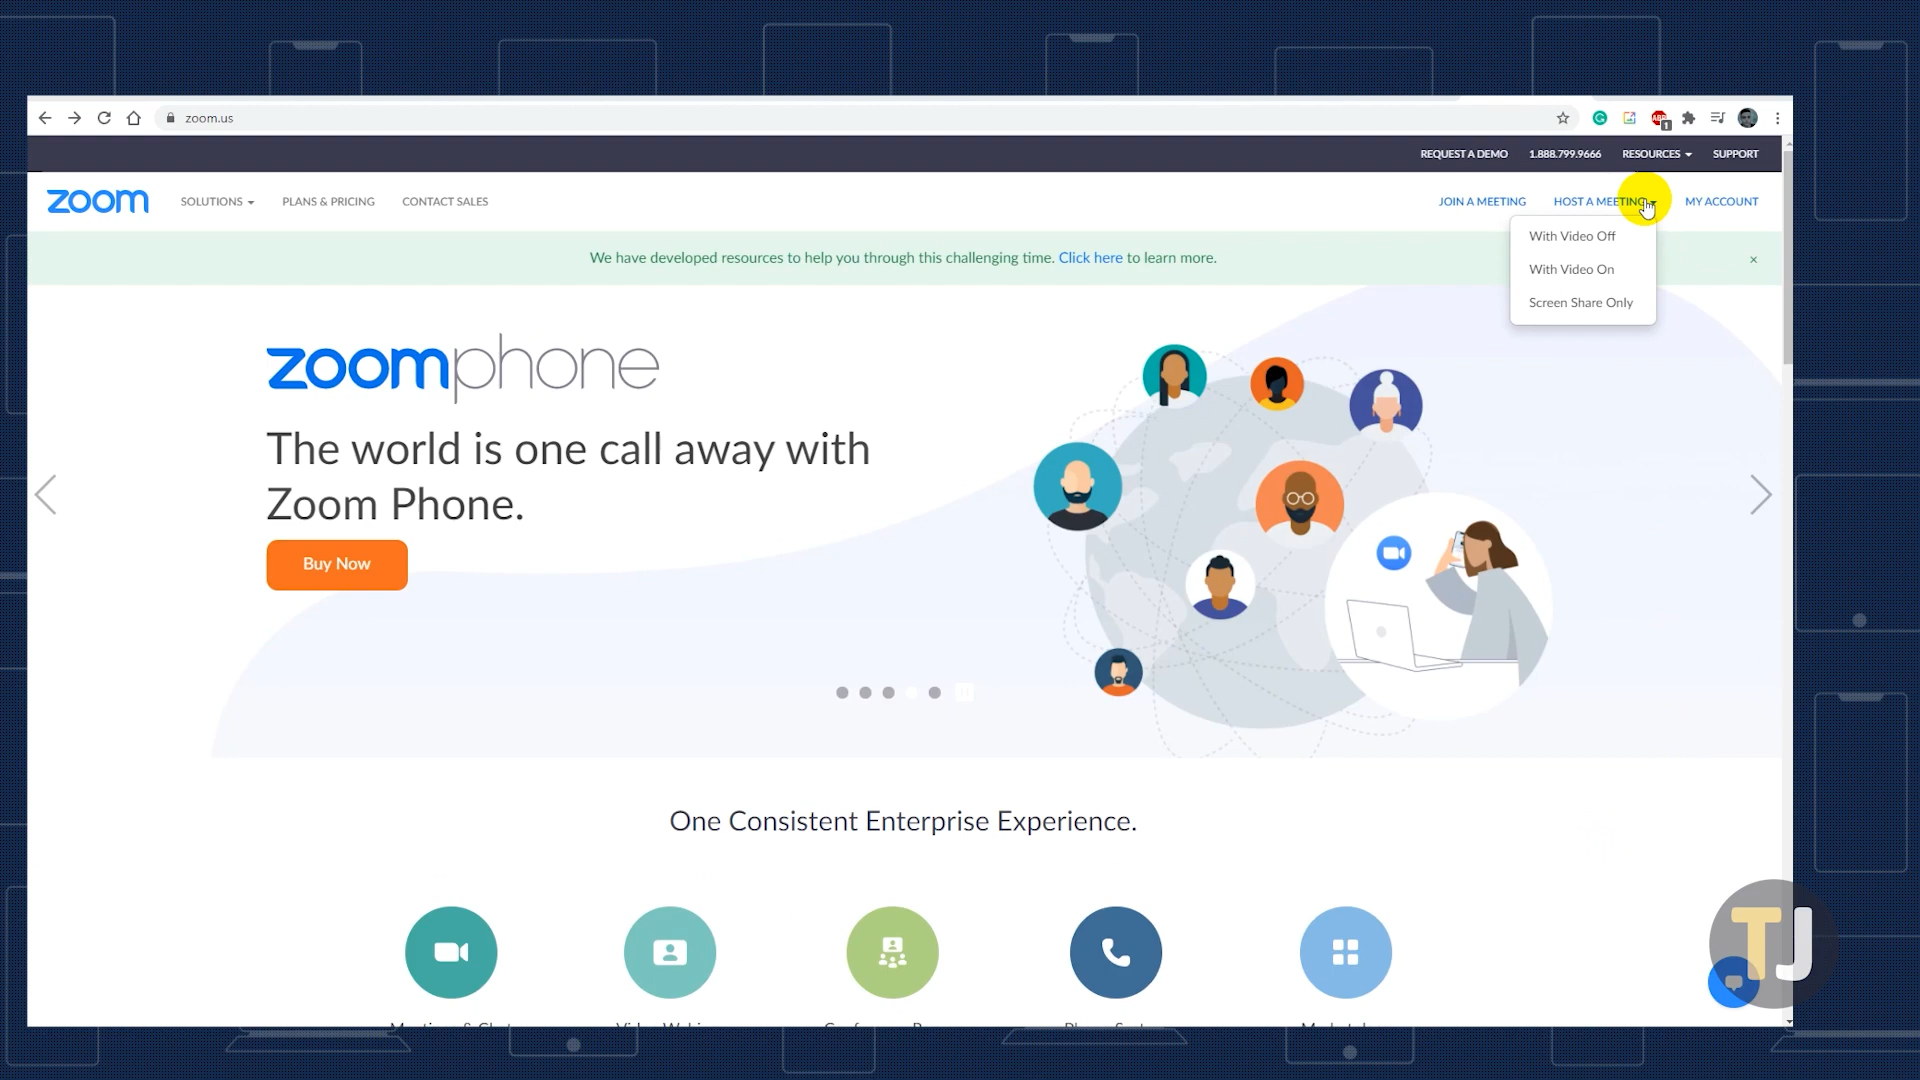 zoom.us
ABP
1
REQUEST A DEMO
1.888.799.9666
RESOURCES
SUPPORT
zoom
SOLUTIONS
PLANS & PRICING
CONTACT SALES
JOIN A MEETING
HOST A MEETING
MY ACCOUNT
With Video Off
With Video On
Screen Share Only
We have developed resources to help you through this challenging time. Click here to learn more.
×
zoomphone
The world is one call away with
Zoom Phone.
Buy Now
One Consistent Enterprise Experience.
TJ